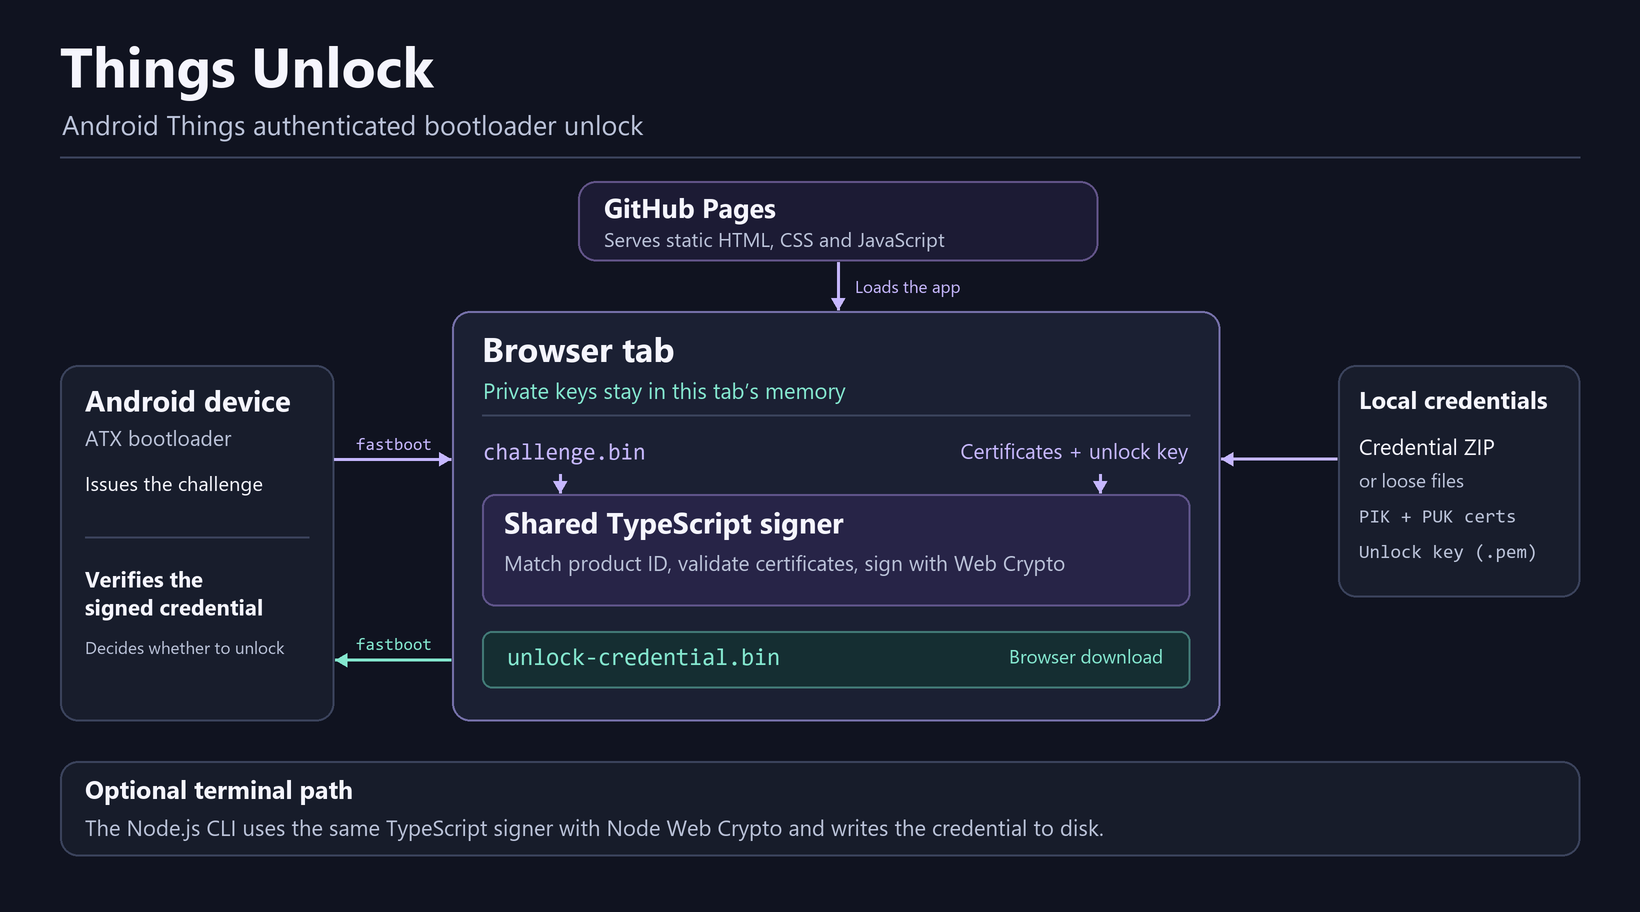 Things Unlock
Android Things authenticated bootloader unlock
GitHub Pages
Serves static HTML, CSS and JavaScript
Loads the app
Android device
ATX bootloader
Issues the challenge
Verifies the
signed credential
Decides whether to unlock
fastboot
fastboot
Browser tab
Private keys stay in this tab’s memory
challenge.bin
Certificates + unlock key
Shared TypeScript signer
Match product ID, validate certificates, sign with Web Crypto
unlock-credential.bin
Browser download
Local credentials
Credential ZIP
or loose files
PIK + PUK certs
Unlock key (.pem)
Optional terminal path
The Node.js CLI uses the same TypeScript signer with Node Web Crypto and writes the credential to disk.